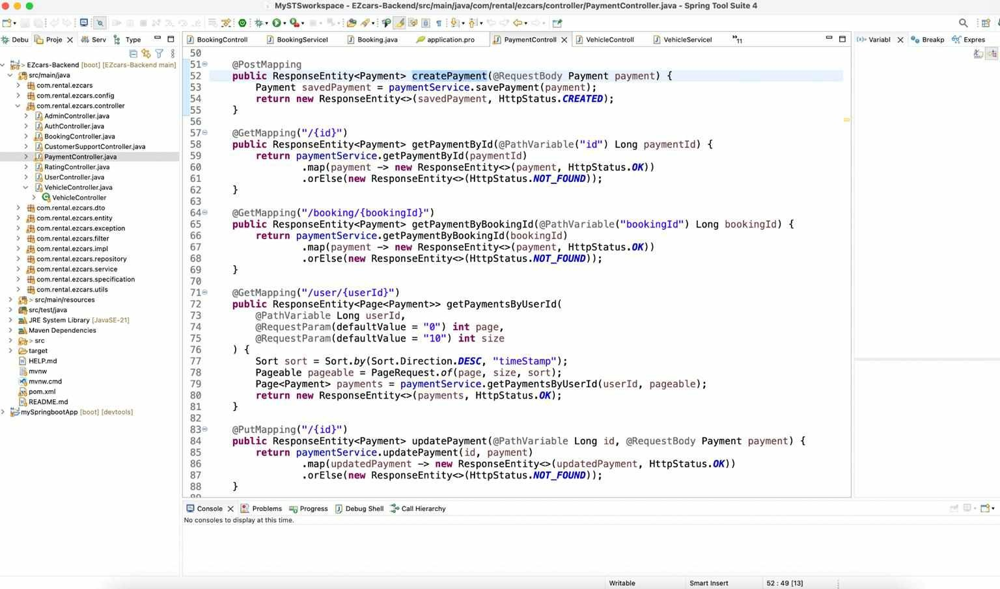 MySTSworkspace - EZcars-Backend/src/main/java/com/rental/ezcars/controller/PaymentController.java - Spring Tool Suite 4
Debu
Proje
Serv
Type
BookingControll
BookingServiceI
Booking.java
application.pro
PaymentControll
VehicleControll
VehicleServiceI
»11
(x)= Variabl
Breakp
Expres
> EZcars-Backend [boot] [EZcars-Backend main]
src/main/java
com.rental.ezcars
com.rental.ezcars.config
com.rental.ezcars.controller
AdminController.java
AuthController.java
BookingController.java
CustomerSupportController.java
PaymentController.java
RatingController.java
UserController.java
VehicleController.java
VehicleController
com.rental.ezcars.dto
com.rental.ezcars.entity
com.rental.ezcars.exception
com.rental.ezcars.filter
com.rental.ezcars.impl
com.rental.ezcars.repository
com.rental.ezcars.service
com.rental.ezcars.specification
com.rental.ezcars.utils
> src/main/resources
src/test/java
JRE System Library [JavaSE-21]
Maven Dependencies
> src
target
HELP.md
mvnw
mvnw.cmd
pom.xml
README.md
mySpringbootApp [boot] [devtools]
50
51 @PostMapping
52 public ResponseEntity<Payment> createPayment(@RequestBody Payment payment) {
53 Payment savedPayment = paymentService.savePayment(payment);
54 return new ResponseEntity<>(savedPayment, HttpStatus.CREATED);
55 }
56
57 @GetMapping("/{id}")
58 public ResponseEntity<Payment> getPaymentById(@PathVariable("id") Long paymentId) {
59 return paymentService.getPaymentById(paymentId)
60 .map(payment -> new ResponseEntity<>(payment, HttpStatus.OK))
61 .orElse(new ResponseEntity<>(HttpStatus.NOT_FOUND));
62 }
63
64 @GetMapping("/booking/{bookingId}")
65 public ResponseEntity<Payment> getPaymentByBookingId(@PathVariable("bookingId") Long bookingId) {
66 return paymentService.getPaymentByBookingId(bookingId)
67 .map(payment -> new ResponseEntity<>(payment, HttpStatus.OK))
68 .orElse(new ResponseEntity<>(HttpStatus.NOT_FOUND));
69 }
70
71 @GetMapping("/user/{userId}")
72 public ResponseEntity<Page<Payment>> getPaymentsByUserId(
73 @PathVariable Long userId,
74 @RequestParam(defaultValue = "0") int page,
75 @RequestParam(defaultValue = "10") int size
76 ) {
77 Sort sort = Sort.by(Sort.Direction.DESC, "timeStamp");
78 Pageable pageable = PageRequest.of(page, size, sort);
79 Page<Payment> payments = paymentService.getPaymentsByUserId(userId, pageable);
80 return new ResponseEntity<>(payments, HttpStatus.OK);
81 }
82
83 @PutMapping("/{id}")
84 public ResponseEntity<Payment> updatePayment(@PathVariable Long id, @RequestBody Payment payment) {
85 return paymentService.updatePayment(id, payment)
86 .map(updatedPayment -> new ResponseEntity<>(updatedPayment, HttpStatus.OK))
87 .orElse(new ResponseEntity<>(HttpStatus.NOT_FOUND));
88 }
Console
Problems
Progress
Debug Shell
Call Hierarchy
No consoles to display at this time.
Writable
Smart Insert
52 : 49 [13]